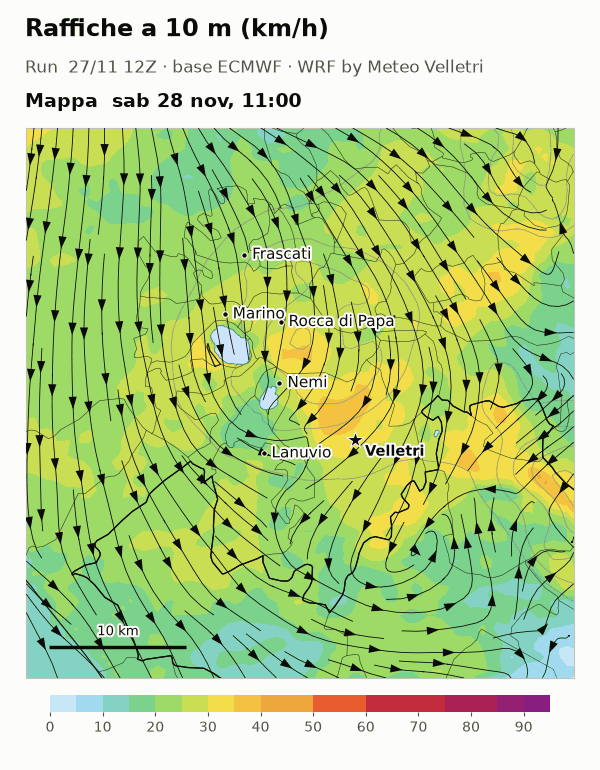 Raffiche a 10 m (km/h)
Run  27/11 12Z · base ECMWF · WRF by Meteo Velletri
Mappa  sab 28 nov, 11:00
Frascati
Marino
Rocca di Papa
Nemi
Velletri
Lanuvio
10 km
0 10 20 30 40 50 60 70 80 90